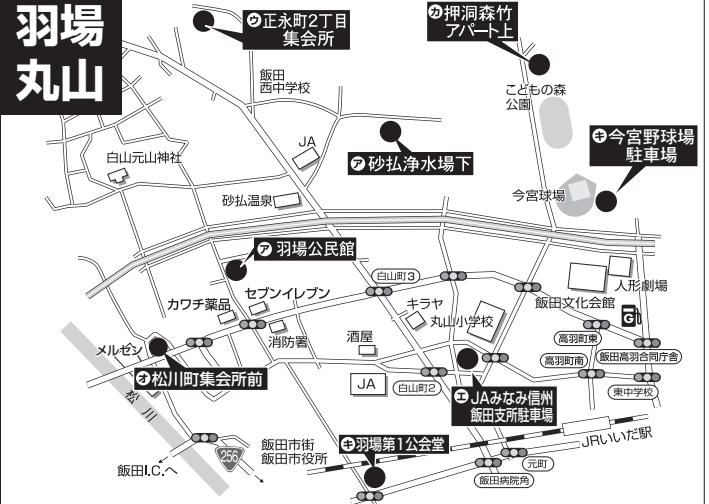 羽場
丸山
㋒正永町2丁目
集会所
㋕押洞森竹
アパート上
飯田
西中学校
こどもの森
公園
㋖今宮野球場
駐車場
白山元山神社
JA
㋐砂払浄水場下
砂払温泉
今宮球場
㋐羽場公民館
白山町3
人形劇場
飯田文化会館
カワチ薬品
セブンイレブン
キラヤ
丸山小学校
G
消防署
酒屋
高羽町東
メルゼン
飯田高羽合同庁舎
高羽町南
㋔松川町集会所前
JA
白山町2
㋓JAみなみ信州
飯田支所駐車場
東中学校
松川
256
飯田市街
飯田市役所
㋖羽場第1公会堂
JRいいだ駅
飯田I.C.へ
元町
飯田病院角